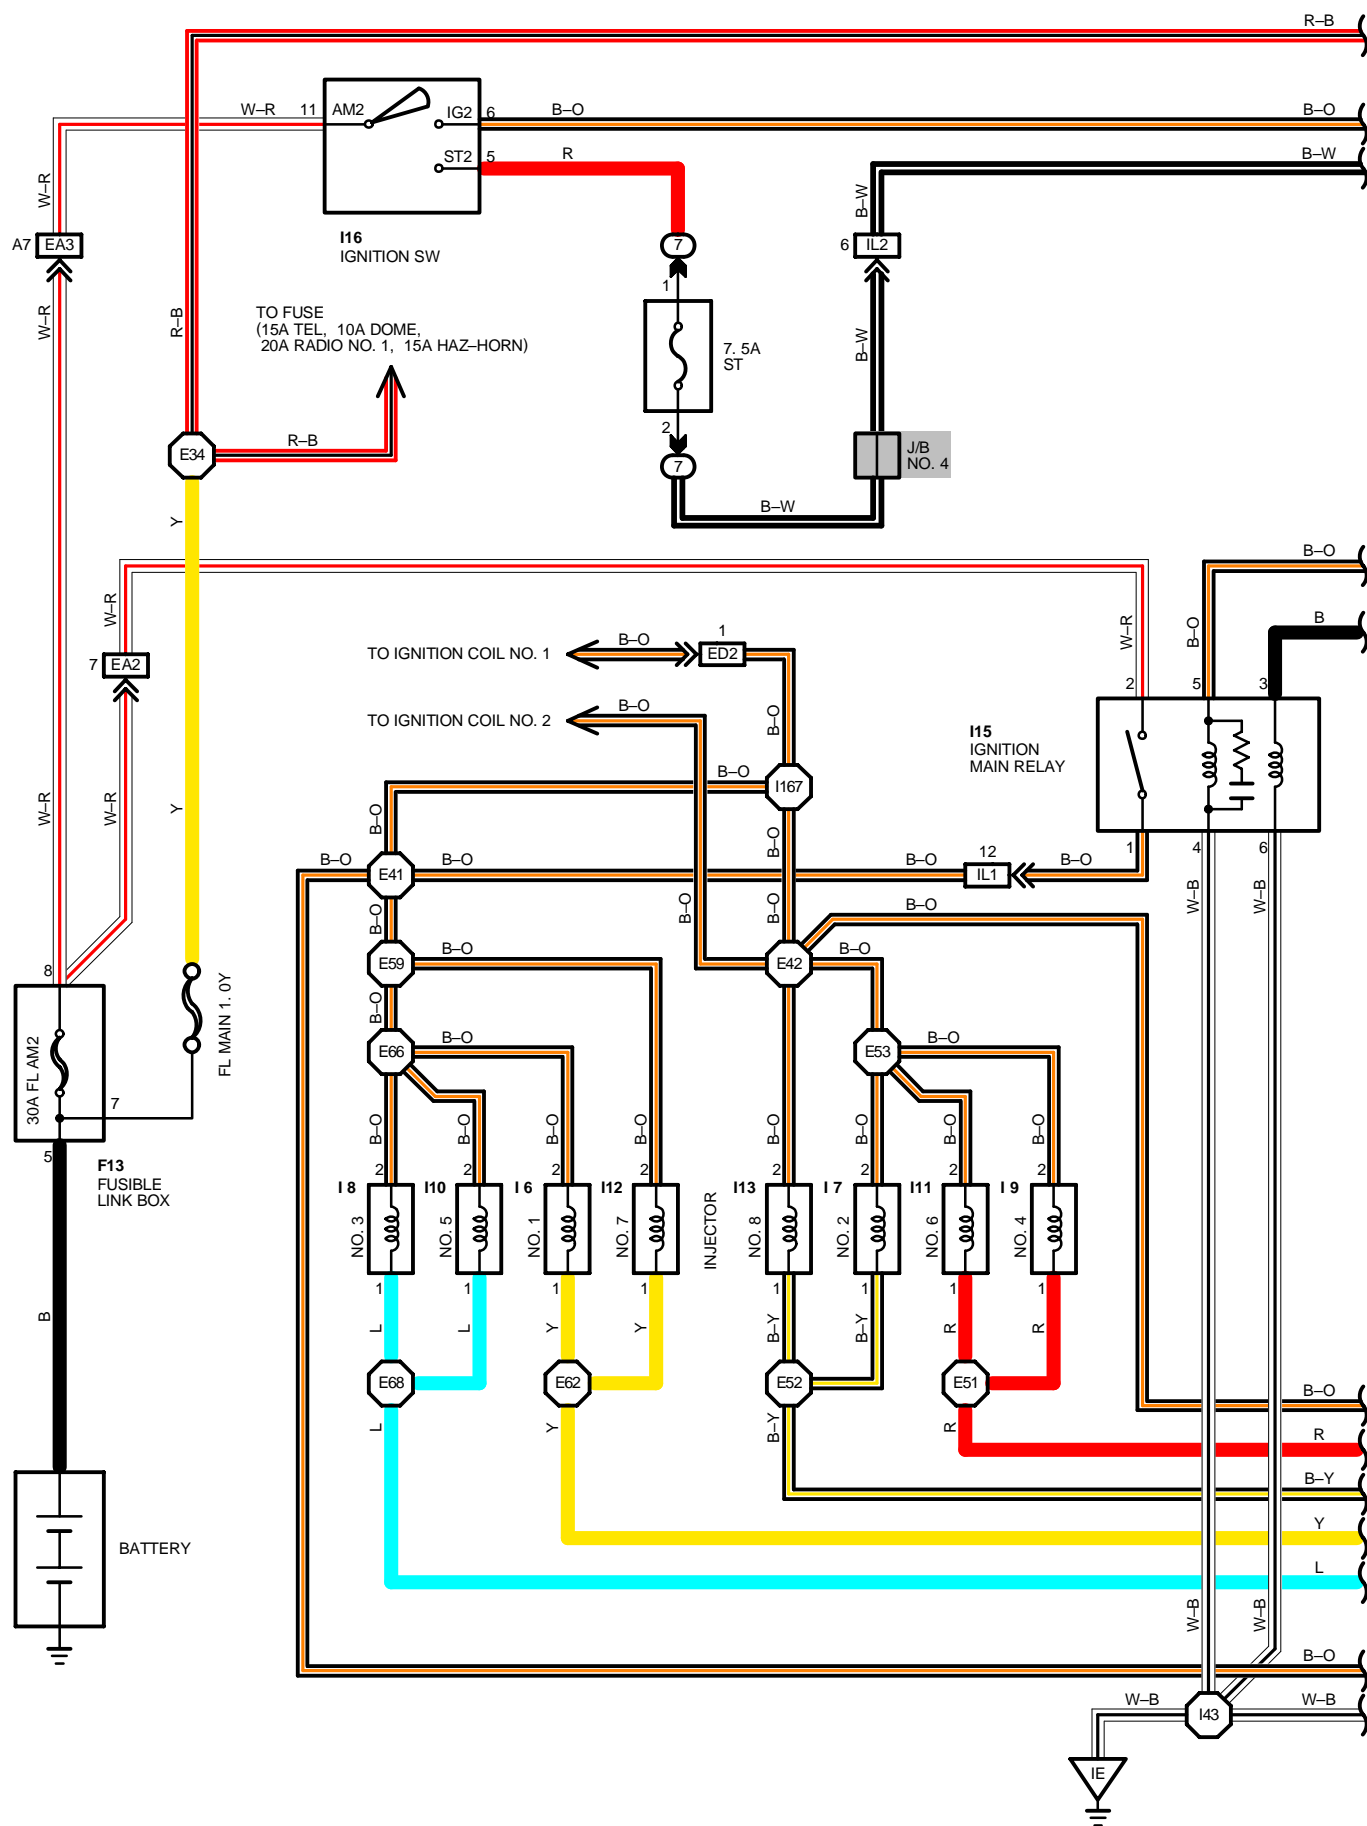 R–B
W–R 11 AM2 IG2 6 B–O B–O
ST2 5 R B–W
W–R
B–W
A7 EA3
I16
IGNITION SW
7
6 IL2
1
W–R
R–B
TO FUSE
(15A TEL, 10A DOME,
20A RADIO NO. 1, 15A HAZ–HORN)
B–W
7. 5A
ST
2
R–B
E34
7
J/B
NO. 4
B–W
Y
B–O
W–R
B
7 EA2
TO IGNITION COIL NO. 1 B–O 1
ED2
W–R
B–O
2 5 3
TO IGNITION COIL NO. 2 B–O
B–O
I15
IGNITION
MAIN RELAY
B–O I167
W–R
W–R
Y
B–O
B–O
1 4 6
B–O E41 B–O B–O 12
IL1 B–O
W–B
W–B
B–O
B–O
B–O
B–O
8 E59 B–O E42 B–O
B–O
30A FL AM2
FL MAIN 1. 0Y
E66 B–O E53 B–O
7
B–O
B–O
B–O
B–O
B–O
B–O
B–O
B–O
5
F13
FUSIBLE
LINK BOX
2 2 2 2 2 2 2 2
I 8 I10 I 6 I12 I13 I 7 I11 I 9
NO. 3
NO. 5
NO. 1
NO. 7
INJECTOR
NO. 8
NO. 2
NO. 6
NO. 4
1 1 1 1 1 1 1 1
B
L
L
Y
Y
B–Y
B–Y
R
R
E68 E62 E52 E51
B–O
L
Y
B–Y
R
R
B–Y
Y
BATTERY
L
W–B
W–B
B–O
W–B I43 W–B
IE